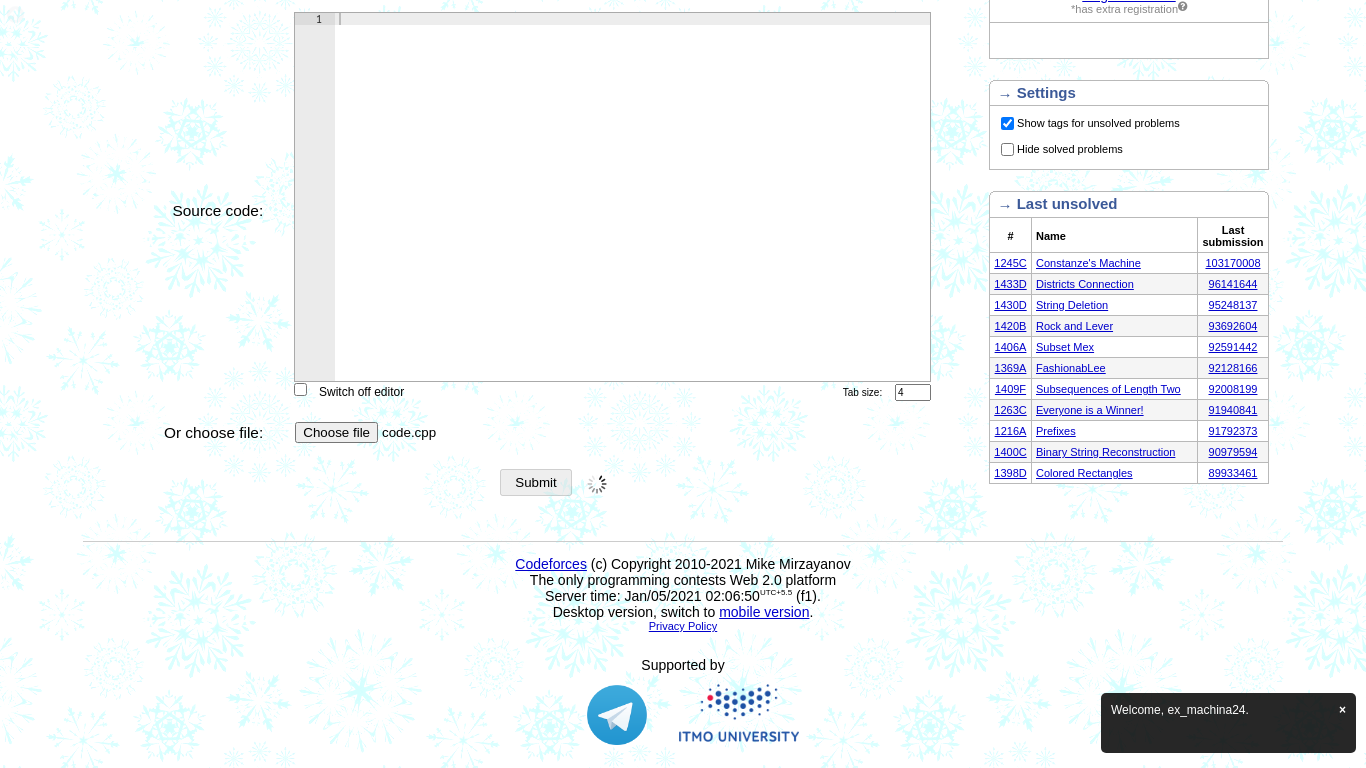 *has extra registration
1
Source code:
Switch off editor
Tab size:
4
Or choose file:
Choose file
code.cpp
Submit
→ Settings
Show tags for unsolved problems
Hide solved problems
→ Last unsolved
# Name Last submission
1245C Constanze's Machine 103170008
1433D Districts Connection 96141644
1430D String Deletion 95248137
1420B Rock and Lever 93692604
1406A Subset Mex 92591442
1369A FashionabLee 92128166
1409F Subsequences of Length Two 92008199
1263C Everyone is a Winner! 91940841
1216A Prefixes 91792373
1400C Binary String Reconstruction 90979594
1398D Colored Rectangles 89933461
Codeforces (c) Copyright 2010-2021 Mike Mirzayanov
The only programming contests Web 2.0 platform
Server time: Jan/05/2021 02:06:50UTC+5.5 (f1).
Desktop version, switch to mobile version.
Privacy Policy
Supported by
ITMO UNIVERSITY
Welcome, ex_machina24.
×